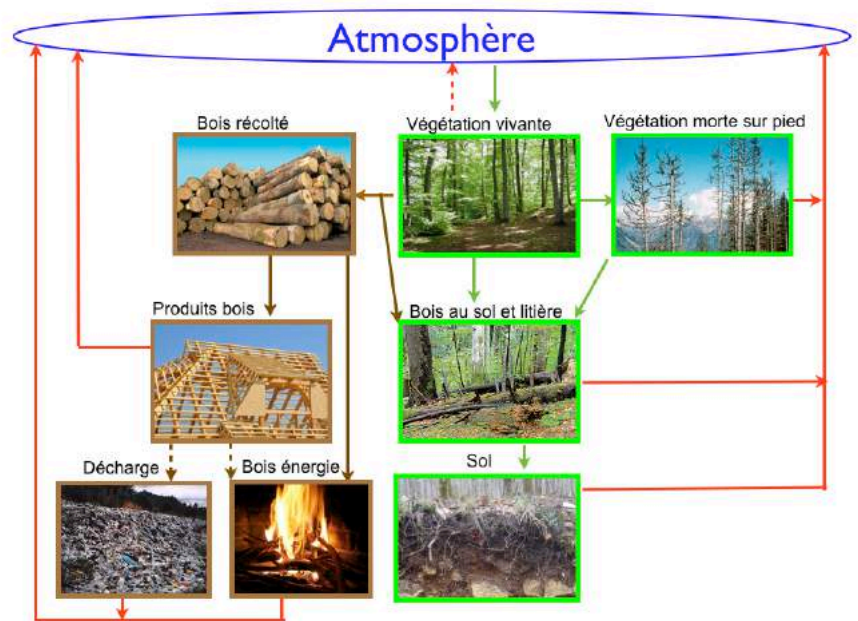 Atmosphère
Bois récolté
Végétation vivante
Végétation morte sur pied
Produits bois
Bois au sol et litière
Décharge
Bois énergie
Sol